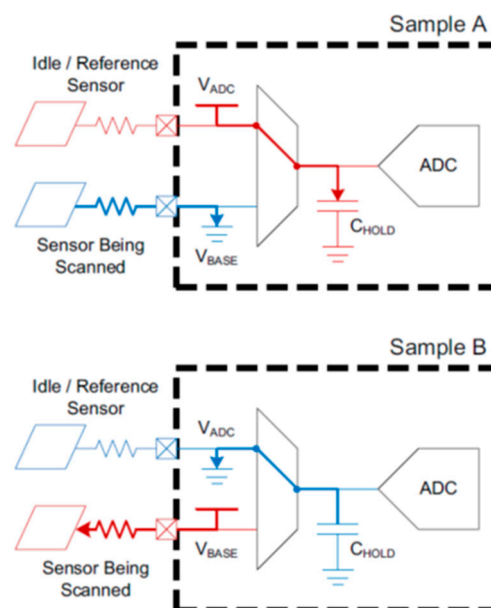 Sample A
Idle / Reference
Sensor
VADC
ADC
CHOLD
Sensor Being
Scanned
VBASE
Sample B
Idle / Reference
Sensor
VADC
ADC
VBASE
CHOLD
Sensor Being
Scanned